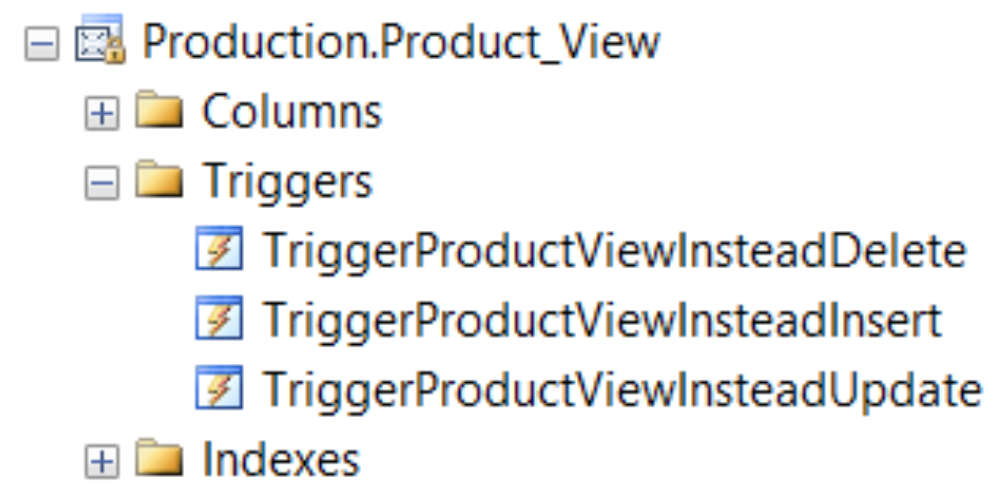 Production.Product_View
Columns
Triggers
TriggerProductViewInsteadDelete
TriggerProductViewInsteadInsert
TriggerProductViewInsteadUpdate
Indexes